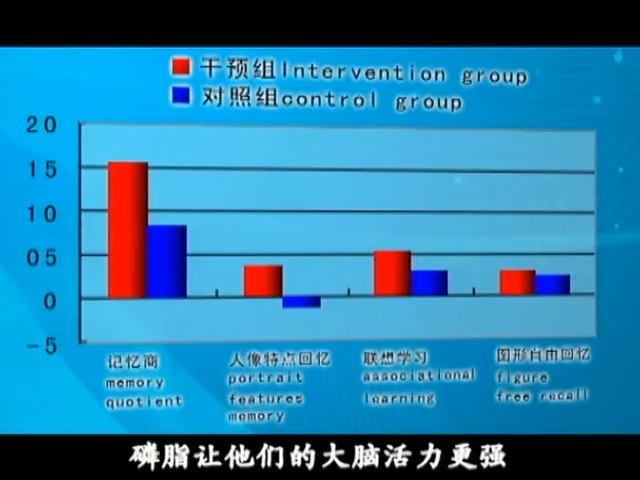 干预组Intervention group
对照组control group
20
15
10
05
0
-5
记忆商
memory
quotient
人像特点回忆
portrait
features
memory
联想学习
associational
learning
图形自由回忆
figure
free recall
磷脂让他们的大脑活力更强